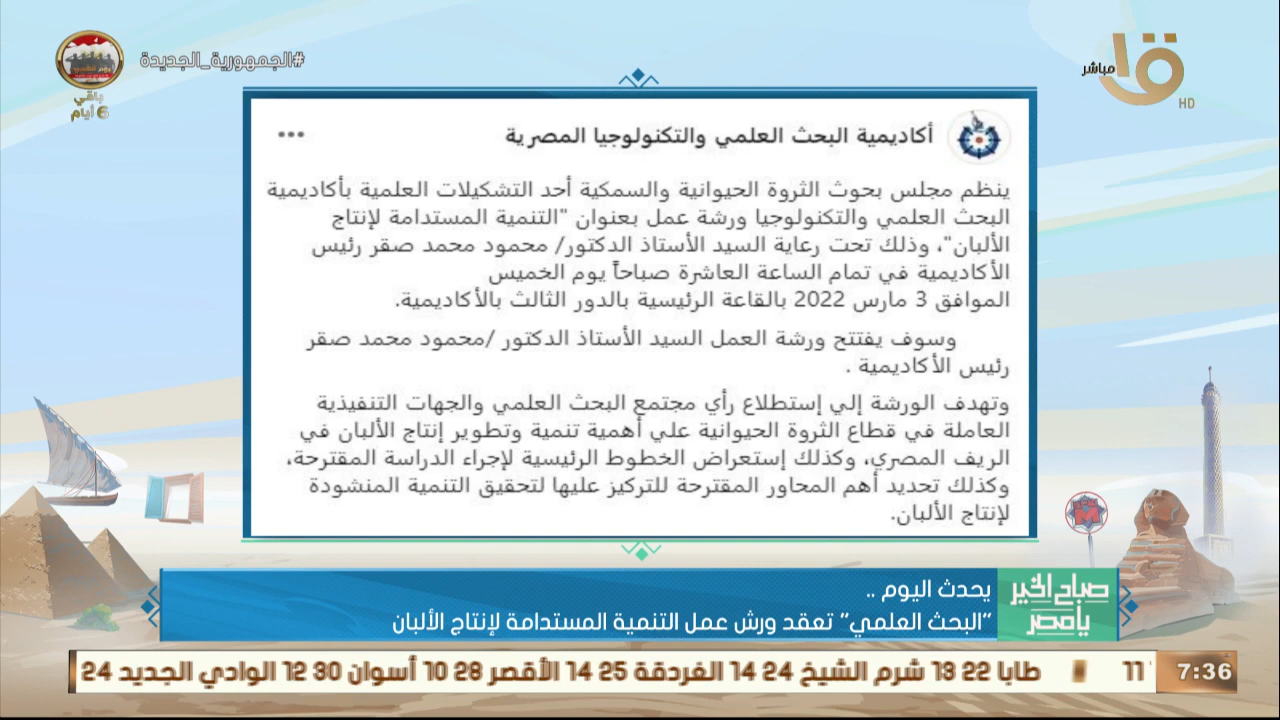 #الجمهورية_الجديدة
باقي
6 أيام
مباشر
HD
أكاديمية البحث العلمي والتكنولوجيا المصرية
ينظم مجلس بحوث الثروة الحيوانية والسمكية أحد التشكيلات العلمية بأكاديمية
البحث العلمي والتكنولوجيا ورشة عمل بعنوان "التنمية المستدامة لإنتاج
الألبان"، وذلك تحت رعاية السيد الأستاذ الدكتور/ محمود محمد صقر رئيس
الأكاديمية في تمام الساعة العاشرة صباحاً يوم الخميس
الموافق 3 مارس 2022 بالقاعة الرئيسية بالدور الثالث بالأكاديمية.
وسوف يفتتح ورشة العمل السيد الأستاذ الدكتور /محمود محمد صقر
رئيس الأكاديمية .
وتهدف الورشة إلي إستطلاع رأي مجتمع البحث العلمي والجهات التنفيذية
العاملة في قطاع الثروة الحيوانية علي أهمية تنمية وتطوير إنتاج الألبان في
الريف المصري، وكذلك إستعراض الخطوط الرئيسية لإجراء الدراسة المقترحة،
وكذلك تحديد أهم المحاور المقترحة للتركيز عليها لتحقيق التنمية المنشودة
لإنتاج الألبان.
صباح الخير
يا مصر
يحدث اليوم ..
"البحث العلمي" تعقد ورش عمل التنمية المستدامة لإنتاج الألبان
7:36
11 طابا 22 13 شرم الشيخ 24 14 الغردقة 25 14 الأقصر 28 10 أسوان 30 12 الوادي الجديد 24